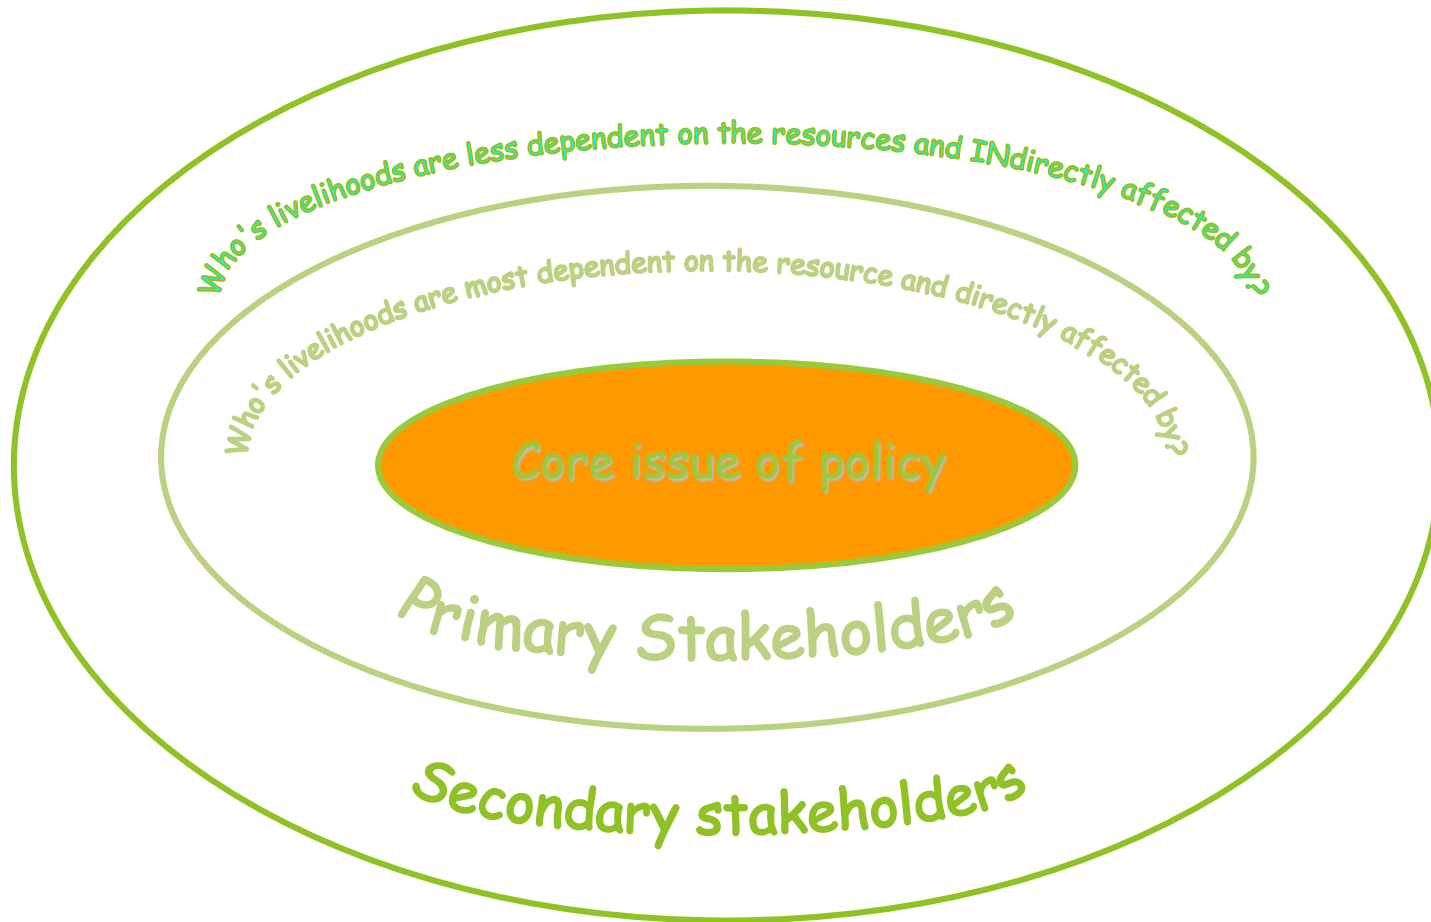 Who's livelihoods are less dependent on the resources and INdirectly affected by?
Who's livelihoods are most dependent on the resource and directly affected by?
Core issue of policy
Primary Stakeholders
Secondary stakeholders